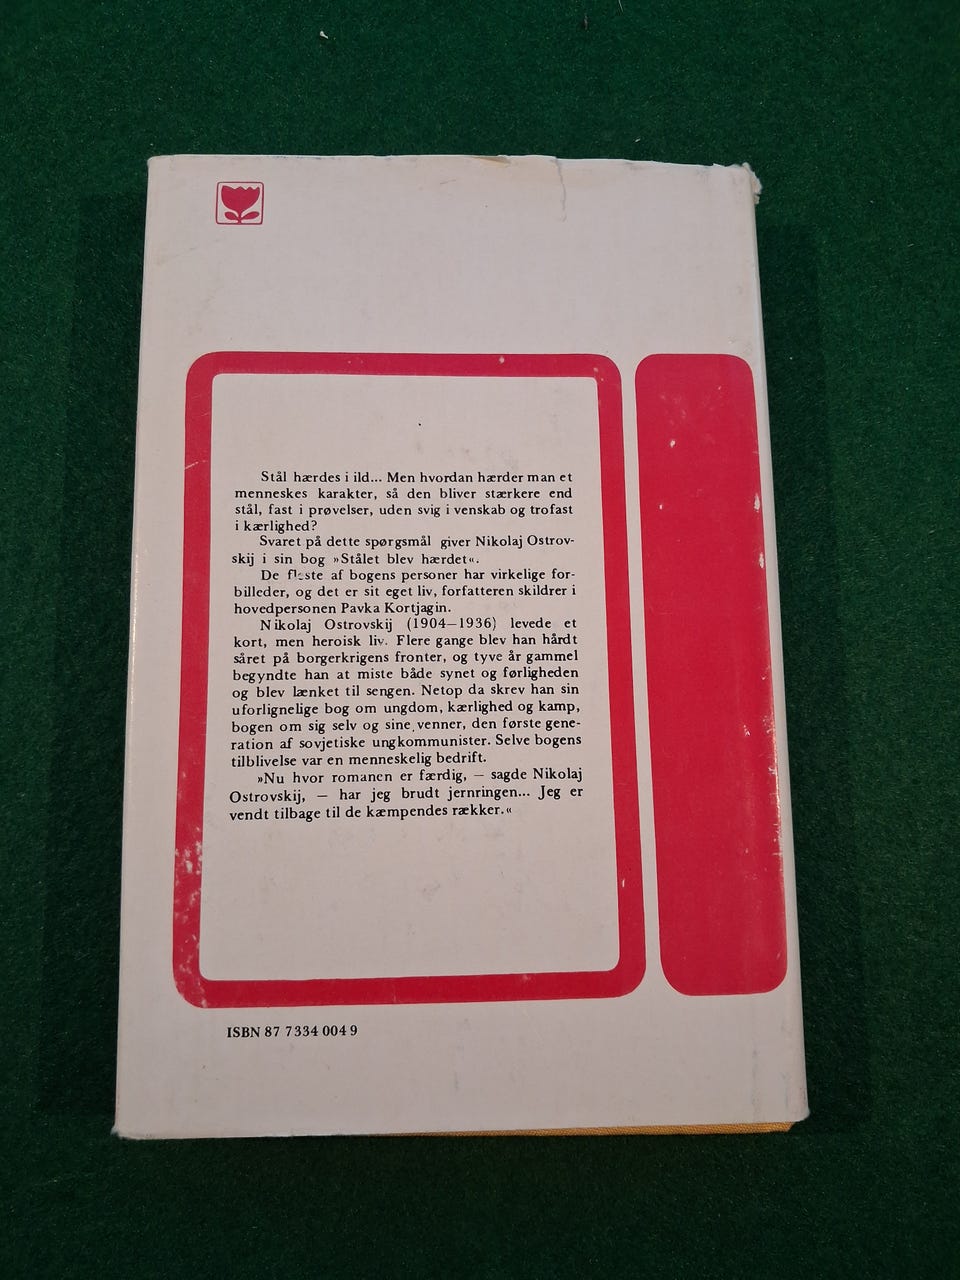 Stål hærdes i ild... Men hvordan hærder man et
menneskes karakter, så den bliver stærkere end
stål, fast i prøvelser, uden svig i venskab og trofast
i kærlighed?
Svaret på dette spørgsmål giver Nikolaj Ostrov-
skij i sin bog »Stålet blev hærdet«.
De fleste af bogens personer har virkelige for-
billeder, og det er sit eget liv, forfatteren skildrer i
hovedpersonen Pavka Kortjagin.
Nikolaj Ostrovskij (1904—1936) levede et
kort, men heroisk liv. Flere gange blev han hårdt
såret på borgerkrigens fronter, og tyve år gammel
begyndte han at miste både synet og førligheden
og blev lænket til sengen. Netop da skrev han sin
uforlignelige bog om ungdom, kærlighed og kamp,
bogen om sig selv og sine venner, den første gene-
ration af sovjetiske ungkommunister. Selve bogens
tilblivelse var en menneskelig bedrift.
»Nu hvor romanen er færdig, — sagde Nikolaj
Ostrovskij, — har jeg brudt jernringen... Jeg er
vendt tilbage til de kæmpendes rækker.«
ISBN 87 7334 004 9